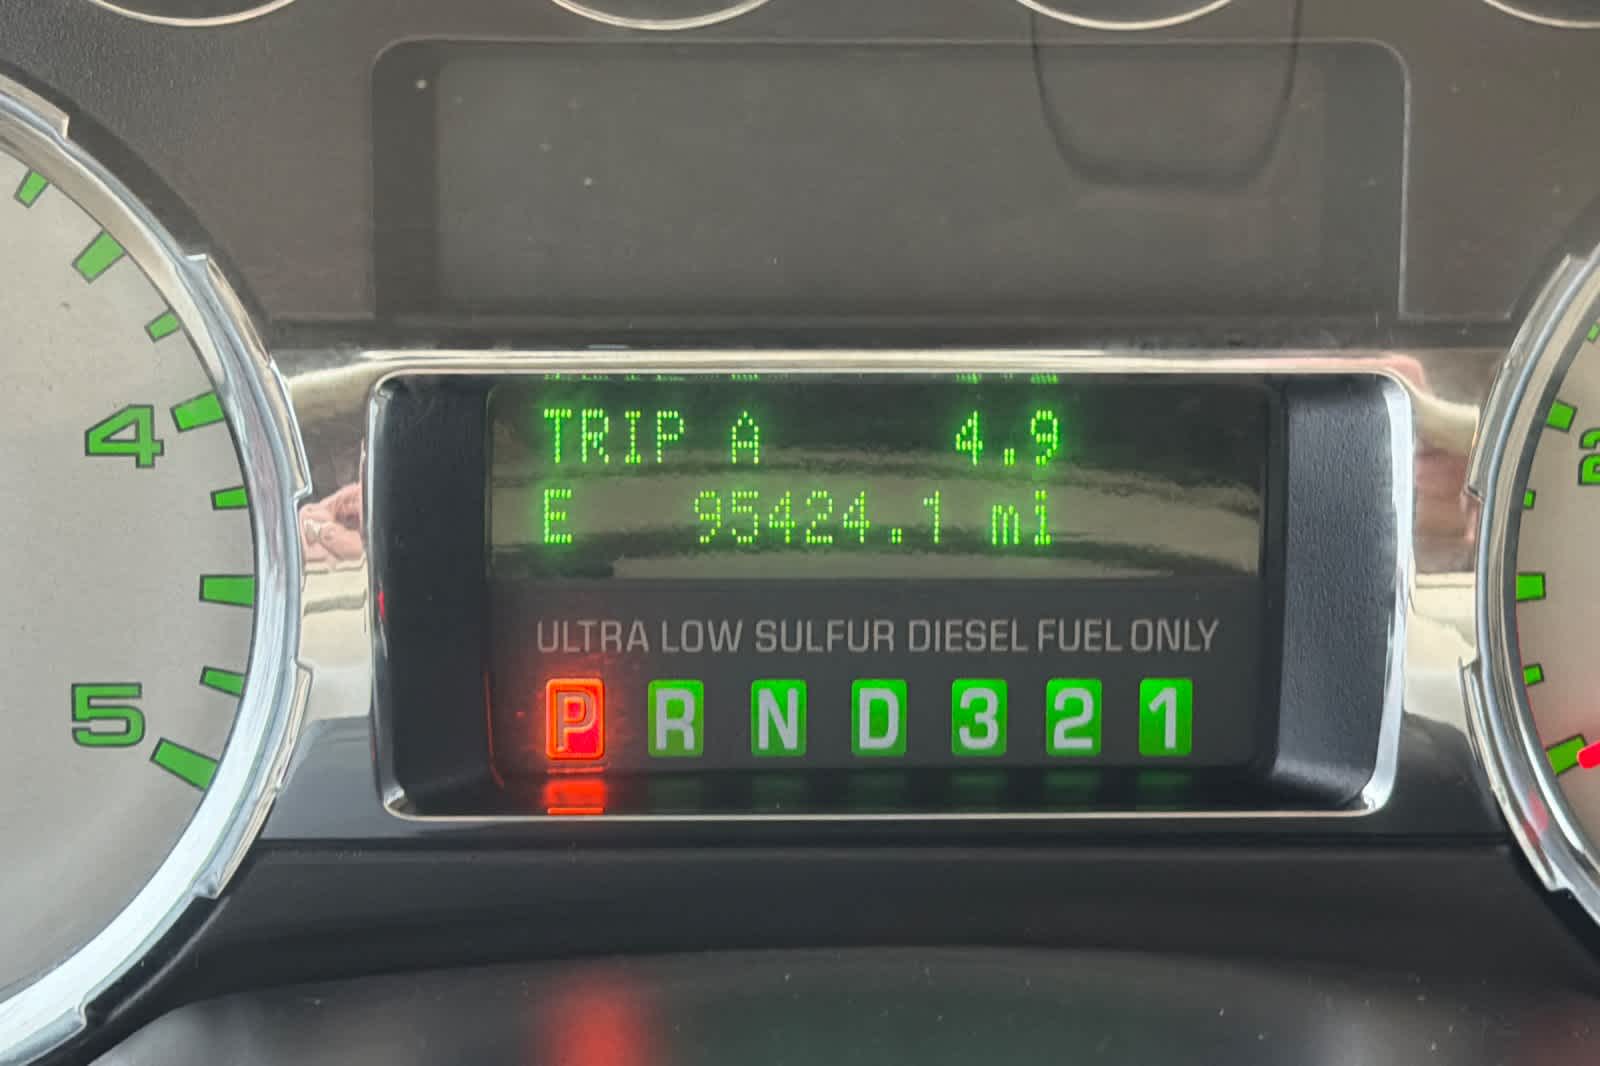 TRIP A 4.9
E 95424.1 mi
ULTRA LOW SULFUR DIESEL FUEL ONLY
P R N D 3 2 1
4
5